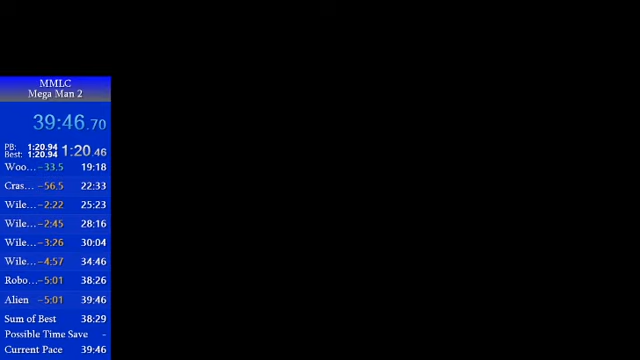 MMLC
Mega Man 2
39:46.70
PB: 1:20.94
Best: 1:20.94 1:20.46
Woo... -33.5 19:18
Cras... -56.5 22:33
Wile... -2:22 25:23
Wile... -2:45 28:16
Wile... -3:26 30:04
Wile... -4:57 34:46
Robo... -5:01 38:26
Alien -5:01 39:46
Sum of Best 38:29
Possible Time Save -
Current Pace 39:46